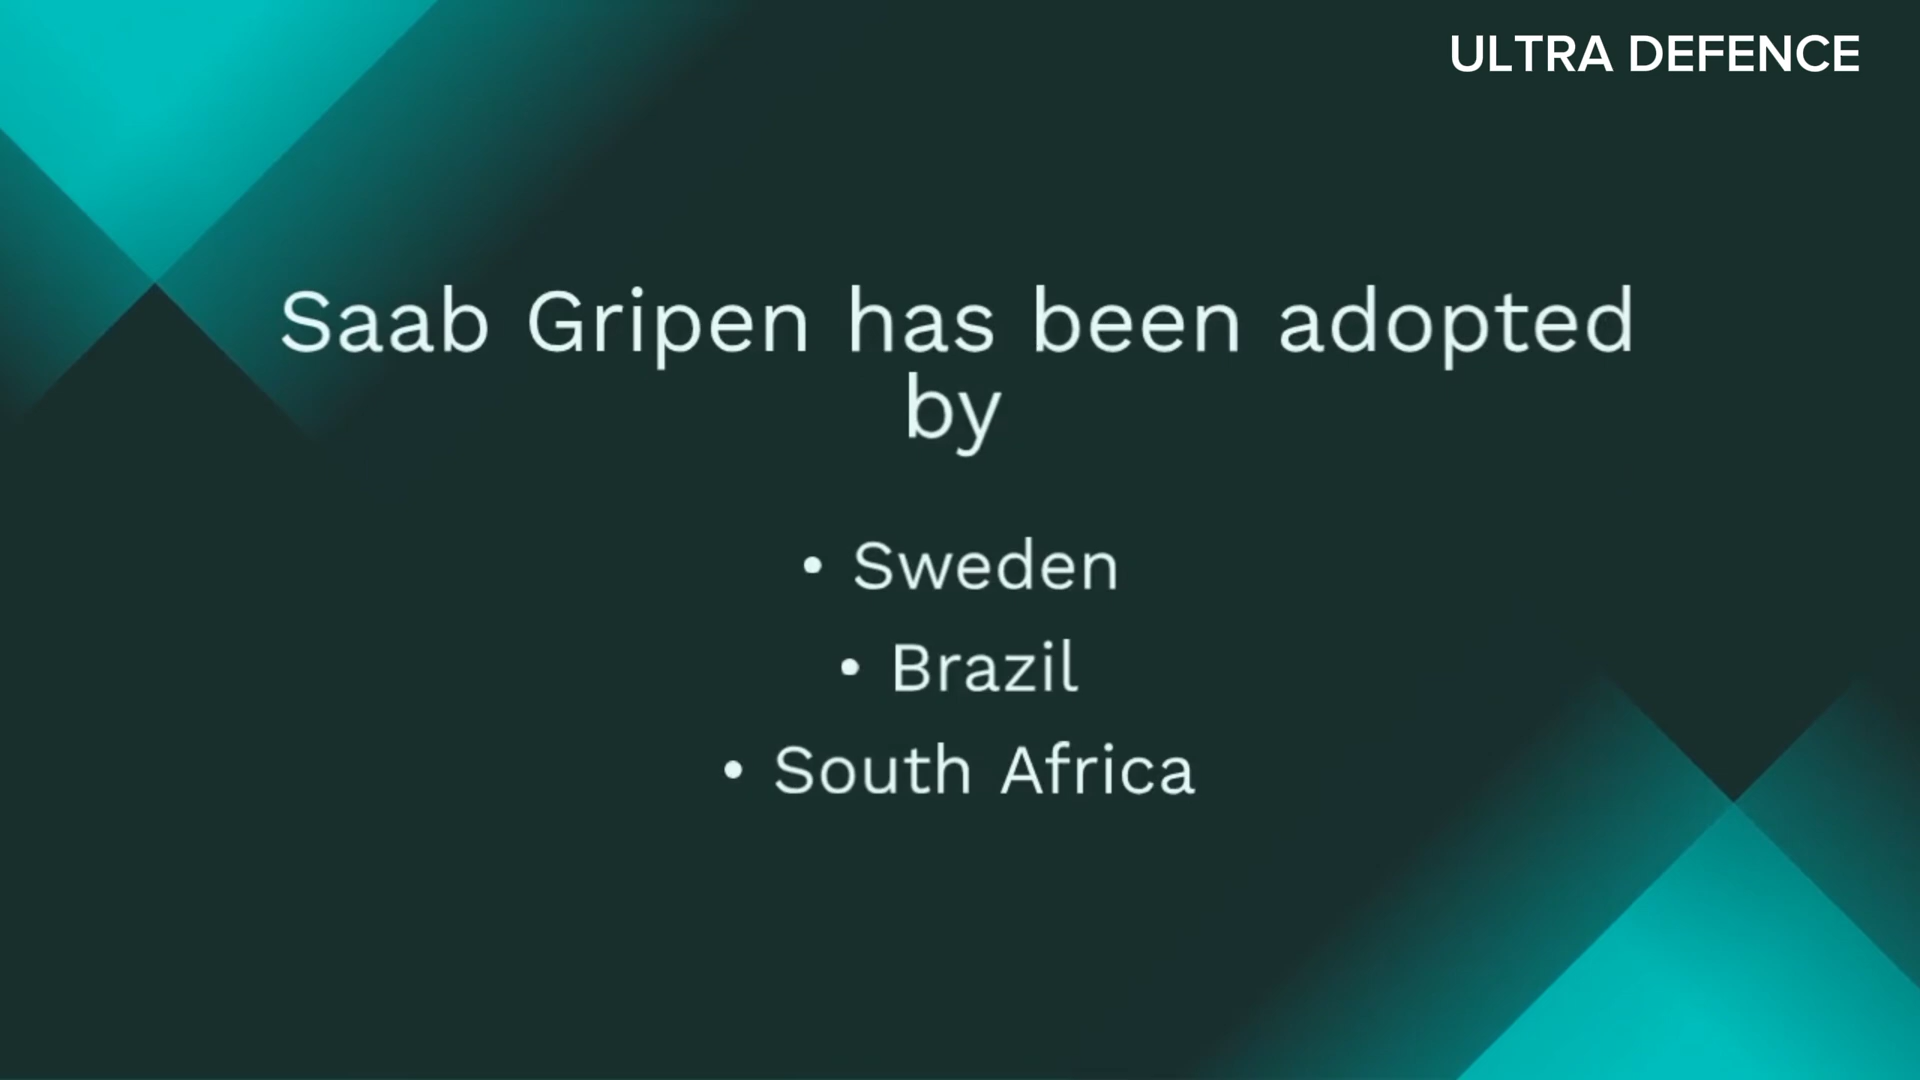 ULTRA DEFENCE
Saab Gripen has been adopted
by
• Sweden
• Brazil
• South Africa